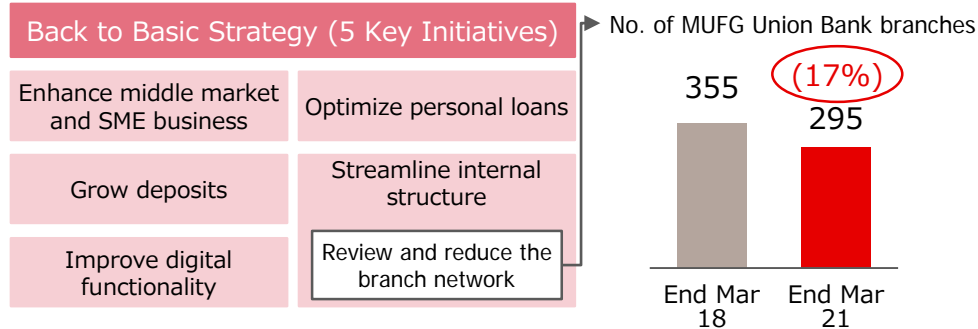 Back to Basic Strategy (5 Key Initiatives)
Enhance middle market
and SME business
Optimize personal loans
Grow deposits
Streamline internal
structure
Improve digital
functionality
Review and reduce the
branch network
No. of MUFG Union Bank branches
355
(17%)
295
End Mar
18
End Mar
21